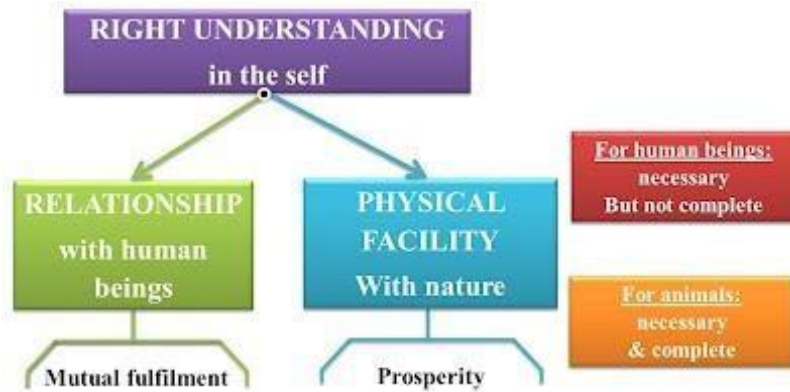 RIGHT UNDERSTANDING
in the self
RELATIONSHIP
with human
beings
PHYSICAL
FACILITY
With nature
For human beings:
necessary
But not complete
For animals:
necessary
& complete
Mutual fulfilment
Prosperity